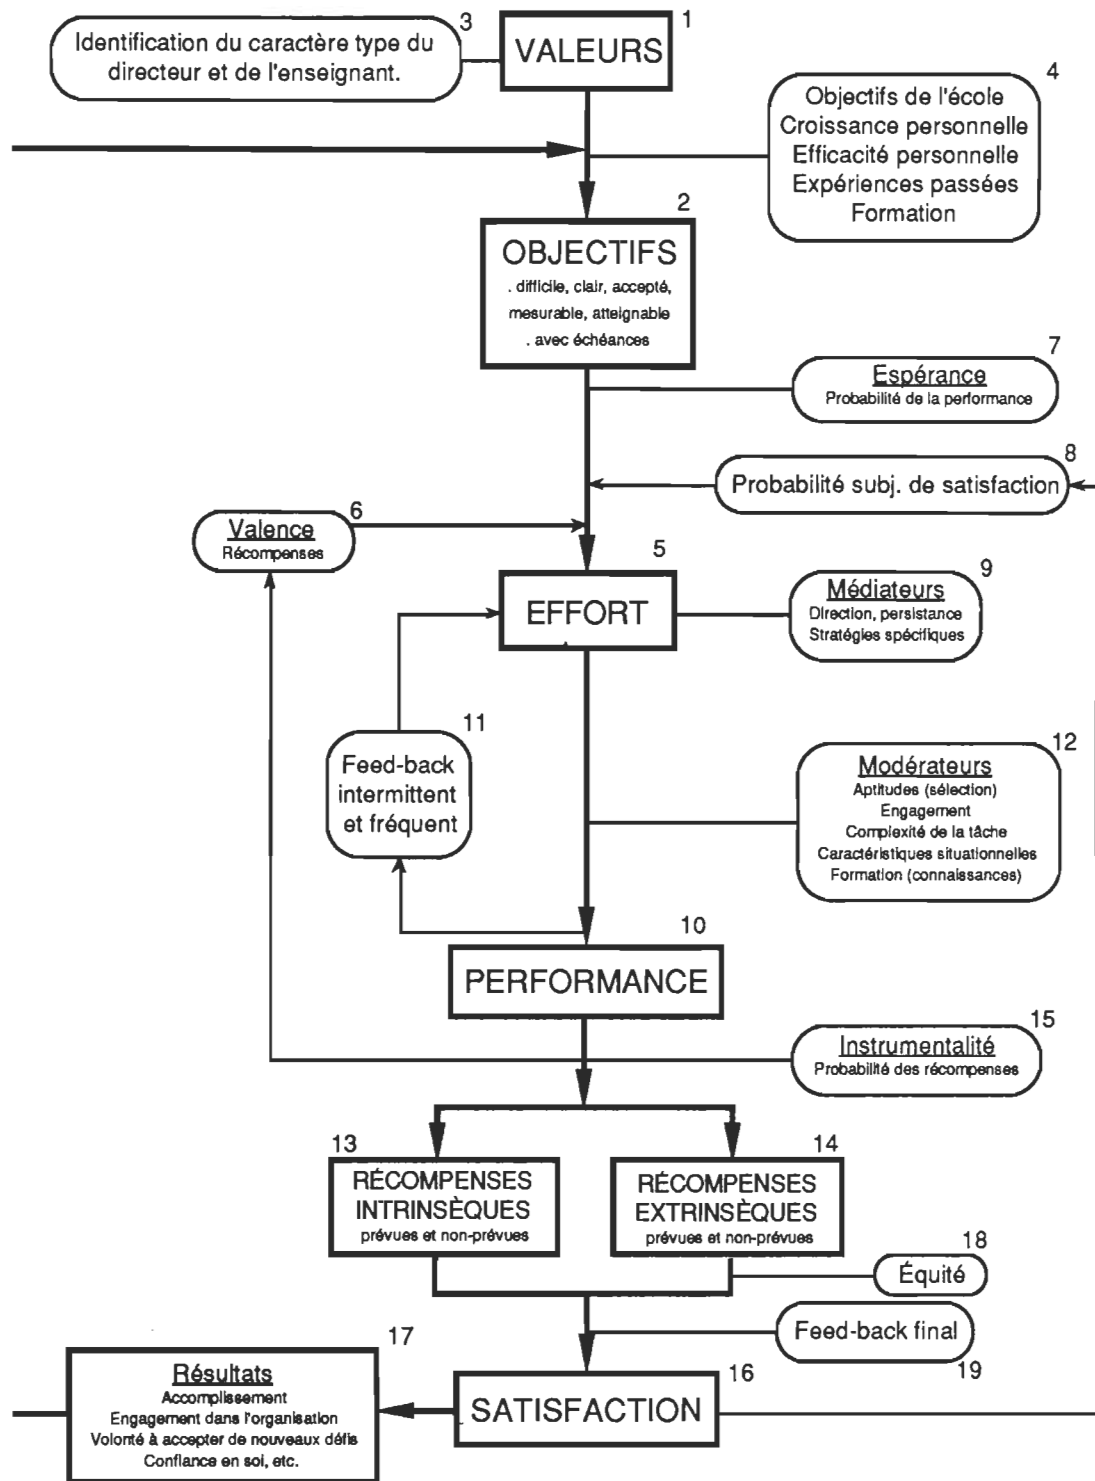 3
Identification du caractère type du
directeur et de l'enseignant.
1
VALEURS
4
Objectifs de l'école
Croissance personnelle
Efficacité personnelle
Expériences passées
Formation
2
OBJECTIFS
. difficile, clair, accepté,
mesurable, atteignable
. avec échéances
7
Espérance
Probabilité de la performance
8
Probabilité subj. de satisfaction
6
Valence
Récompenses
5
EFFORT
9
Médiateurs
Direction, persistance
Stratégies spécifiques
11
Feed-back
intermittent
et fréquent
12
Modérateurs
Aptitudes (sélection)
Engagement
Complexité de la tâche
Caractéristiques situationnelles
Formation (connaissances)
10
PERFORMANCE
15
Instrumentalité
Probabilité des récompenses
13
RÉCOMPENSES
INTRINSÈQUES
prévues et non-prévues
14
RÉCOMPENSES
EXTRINSÈQUES
prévues et non-prévues
18
Équité
Feed-back final
19
17
Résultats
Accomplissement
Engagement dans l'organisation
Volonté à accepter de nouveaux défis
Confiance en soi, etc.
16
SATISFACTION